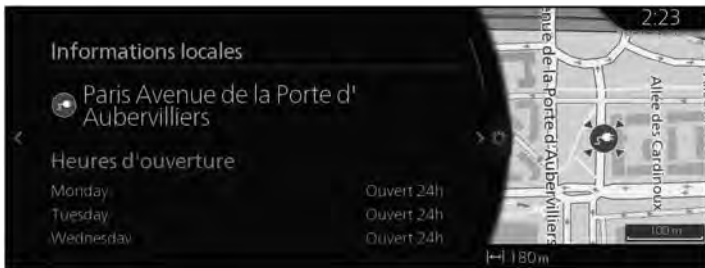 2:23
Informations locales
Paris Avenue de la Porte d'
Aubervilliers
Heures d'ouverture
Monday Ouvert 24h
Tuesday Ouvert 24h
Wednesday Ouvert 24h
enue de la Porte d'Aubervilliers
Allée des Cardinoux
100 m
180 m